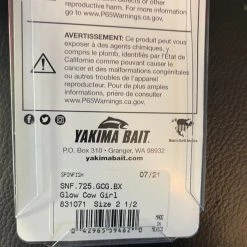 other
reproductive harm. For more
information go to
www.P65Warnings.ca.gov.
AVERTISSEMENT: Ce produit peut vous
exposer à des agents chimiques, y
compris le plomb, identifiés par l'État de
Californie comme pouvant causer le
cancer et des malformations congénitales
ou autres troubles de l'appareil
reproducteur. Pour de plus amples
informations, prière de consulter
www.P65Warnings.ca.gov.
YAKIMA BAIT
P.O. Box 310 • Granger, WA 98932
yakimabait.com
SPINFISH 07/21
SNF.725.GCG.BX
Glow Cow Girl
831071 Size 2 1/2
MADE
IN
MEXICO